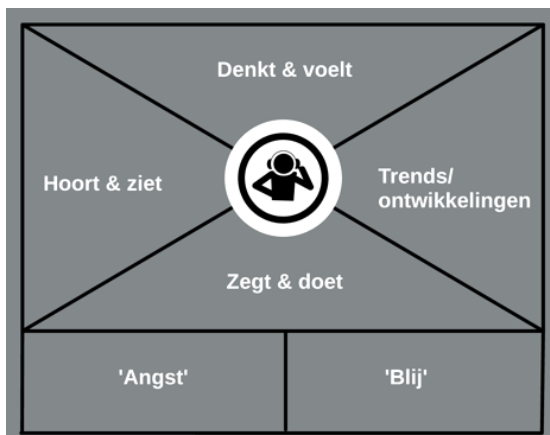 Denkt & voelt
Hoort & ziet
Trends/
ontwikkelingen
Zegt & doet
'Angst'
'Blij'